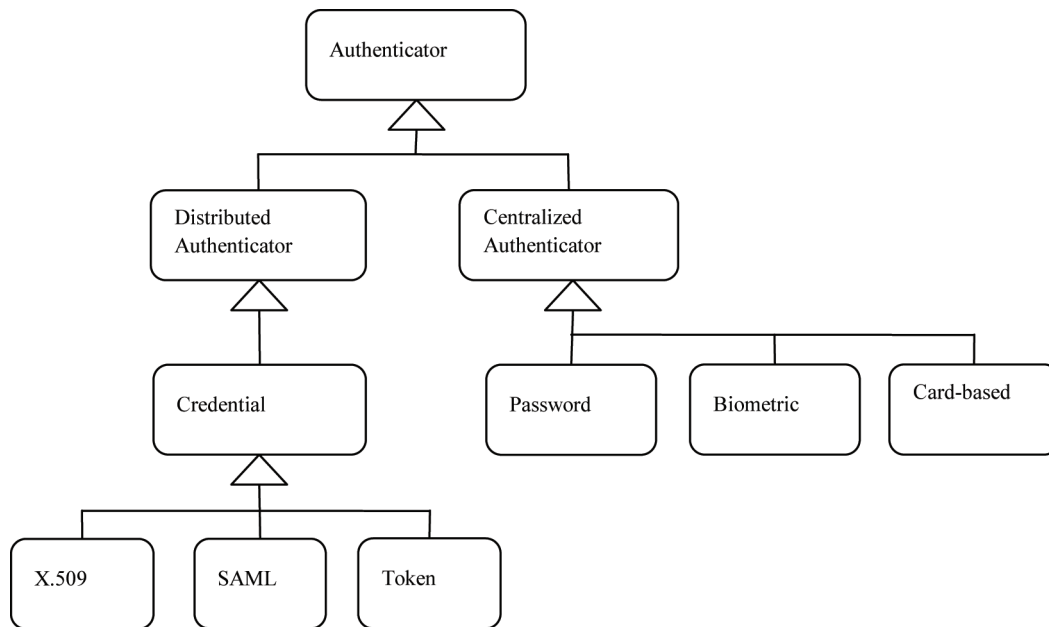 Authenticator
Distributed
Authenticator
Centralized
Authenticator
Credential
Password
Biometric
Card-based
X.509
SAML
Token